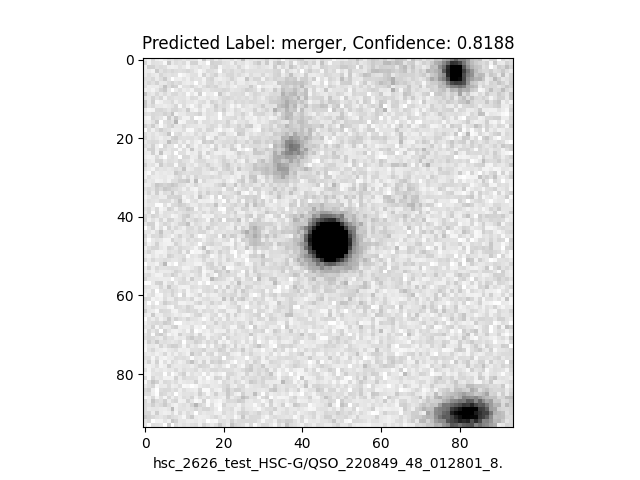 Predicted Label: merger, Confidence: 0.8188
0
20
40
60
80
0 20 40 60 80
hsc_2626_test_HSC-G/QSO_220849_48_012801_8.